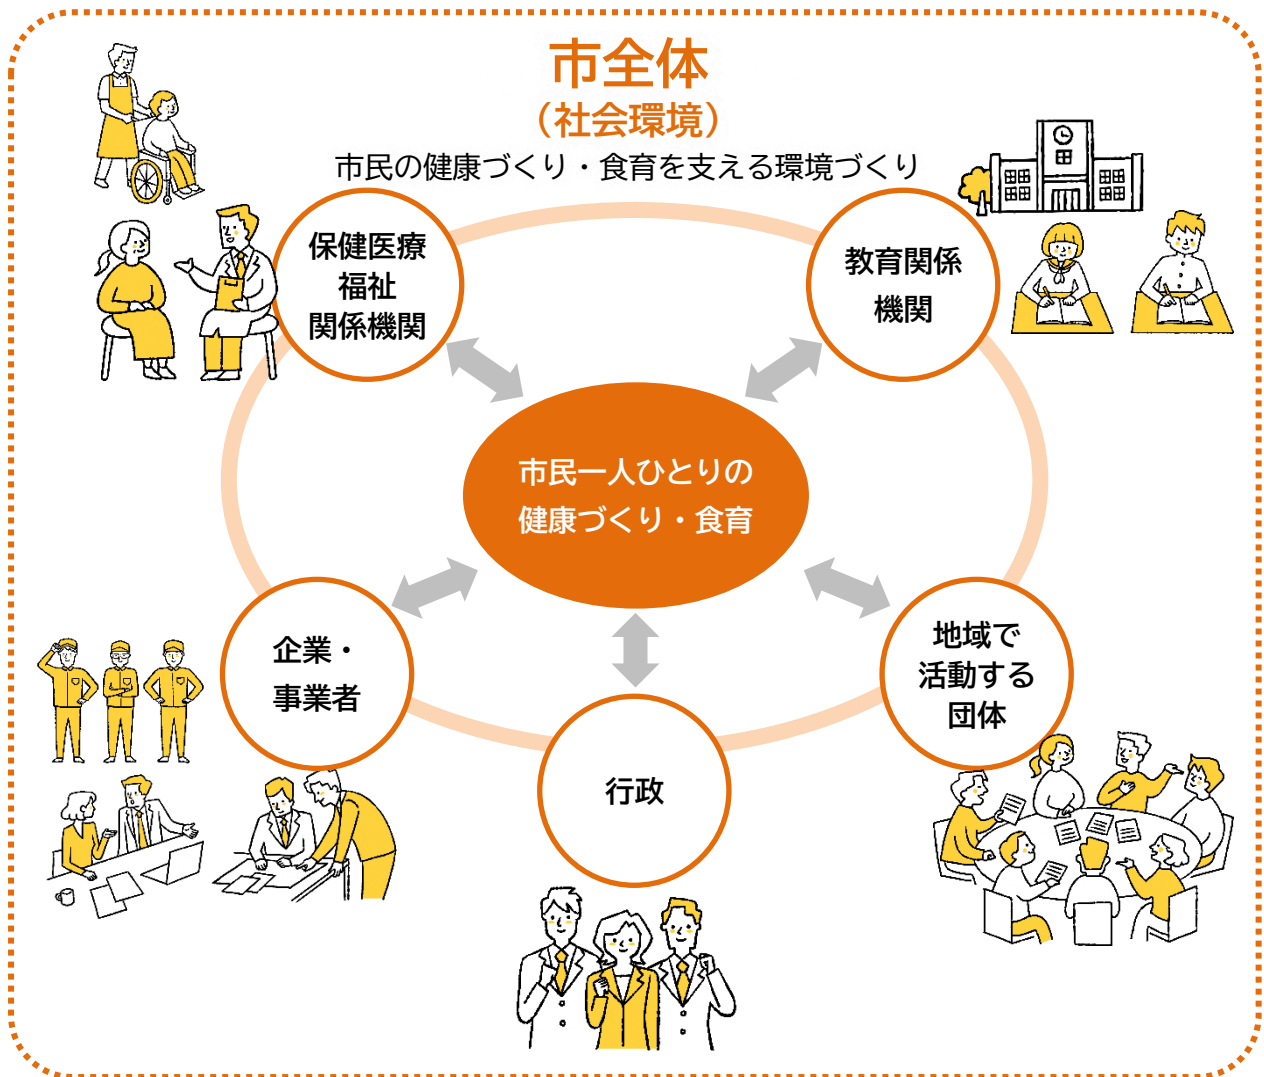 市全体
（社会環境）
市民の健康づくり・食育を支える環境づくり
保健医療
福祉
関係機関
教育関係
機関
市民一人ひとりの
健康づくり・食育
企業・
事業者
地域で
活動する
団体
行政